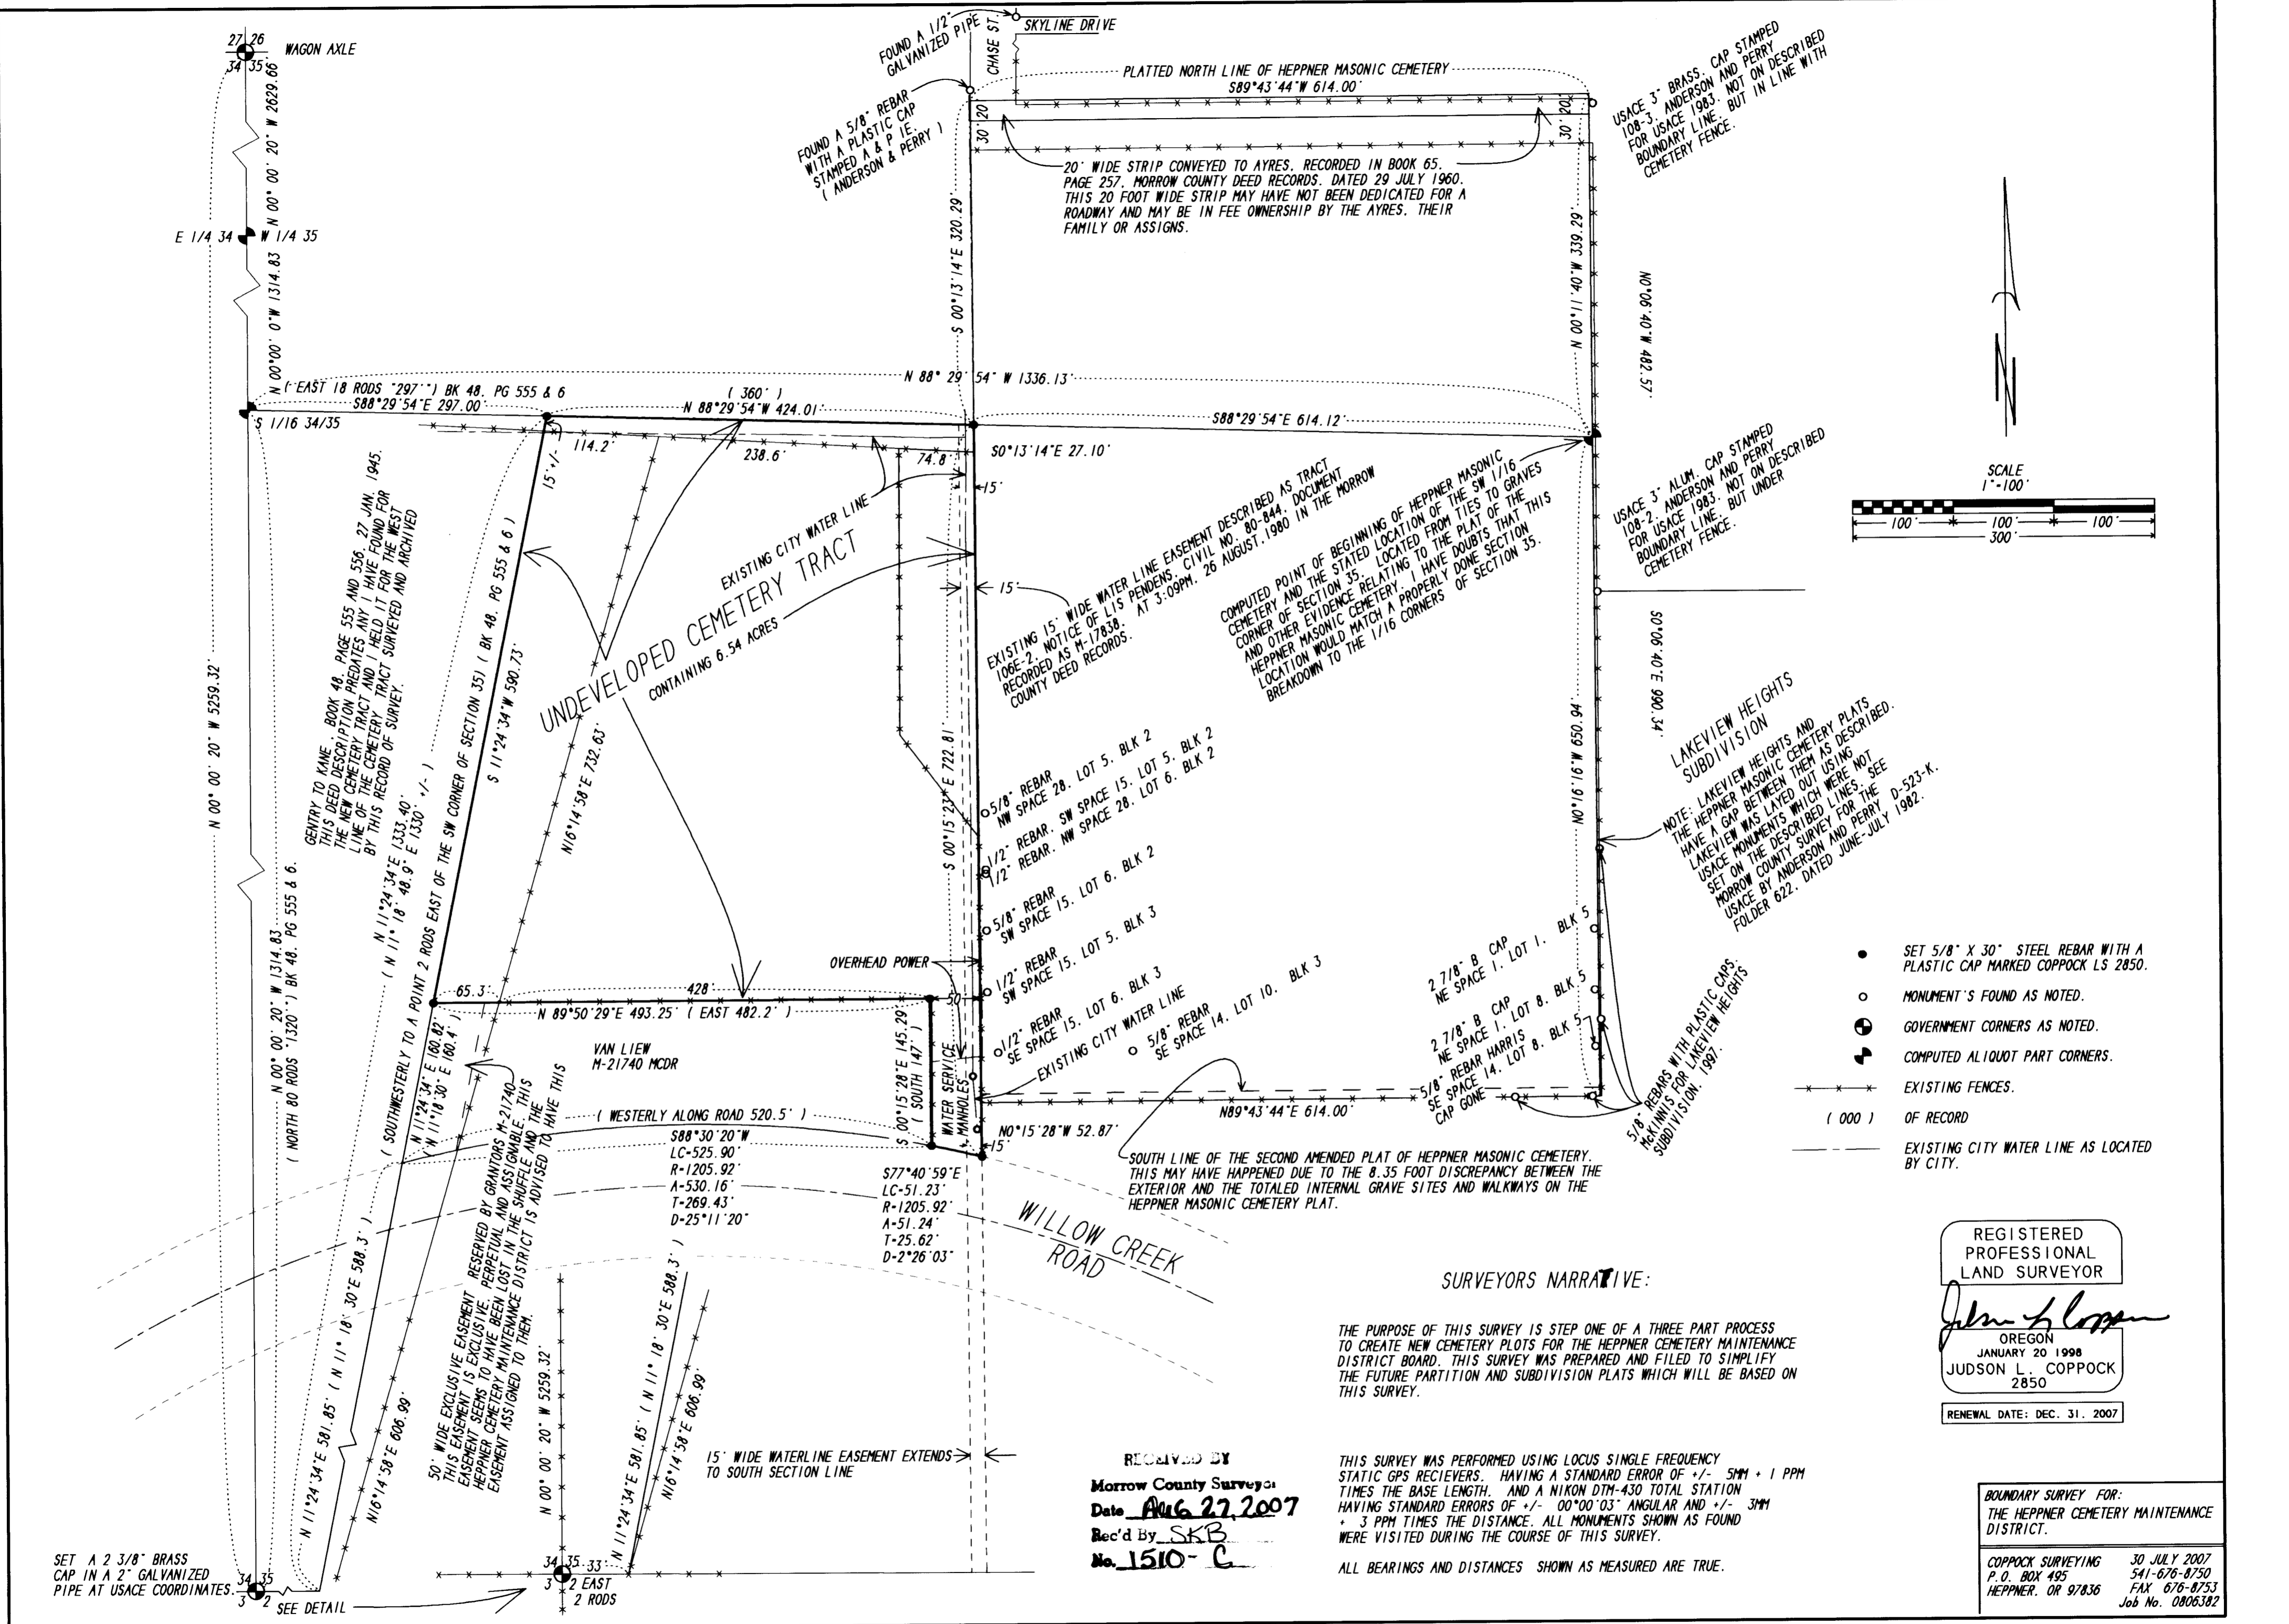 27 26
34 35
WAGON AXLE
N 00° 00' 20" W 2629.66'
E 1/4 34 W 1/4 35
N 00°00' 0"W 1314.83
FOUND A 1/2"
GALVANIZED PIPE
CHASE ST.
SKYLINE DRIVE
FOUND A 5/8" REBAR
WITH A PLASTIC CAP
STAMPED A & P IE.
( ANDERSON & PERRY )
PLATTED NORTH LINE OF HEPPNER MASONIC CEMETERY
S89°43'44"W 614.00'
30' 20'
30' 20'
20' WIDE STRIP CONVEYED TO AYRES. RECORDED IN BOOK 65.
PAGE 257. MORROW COUNTY DEED RECORDS. DATED 29 JULY 1960.
THIS 20 FOOT WIDE STRIP MAY HAVE NOT BEEN DEDICATED FOR A
ROADWAY AND MAY BE IN FEE OWNERSHIP BY THE AYRES. THEIR
FAMILY OR ASSIGNS.
USACE 3" BRASS. CAP STAMPED
108-3. ANDERSON AND PERRY
FOR USACE 1983. NOT ON DESCRIBED
BOUNDARY LINE. BUT IN LINE WITH
CEMETERY FENCE.
S 00°13'14"E 320.29'
N 00°11'40"W 339.29'
N0°06'40"W 482.57'
( EAST 18 RODS "297'") BK 48. PG 555 & 6
S88°29'54"E 297.00'
( 360' )
N 88°29'54"W 424.01'
N 88° 29' 54" W 1336.13'
S88°29'54"E 614.12'
S 1/16 34/35
15'+/-
114.2'
238.6'
74.8'
S0°13'14"E 27.10'
15'
15'
SCALE
1"-100'
100' 100' 100'
300'
USACE 3" ALUM. CAP STAMPED
108-2. ANDERSON AND PERRY
FOR USACE 1983. NOT ON DESCRIBED
BOUNDARY LINE. BUT UNDER
CEMETERY FENCE.
GENTRY TO KANE . BOOK 48. PAGE 555 AND 556. 27 JAN. 1945.
THIS DEED DESCRIPTION PREDATES ANY I HAVE FOUND FOR
THE NEW CEMETERY TRACT AND I HELD IT FOR THE WEST
LINE OF THE CEMETERY TRACT SURVEYED AND ARCHIVED
BY THIS RECORD OF SURVEY.
N 00° 00' 20" W 5259.32'
N 00° 00' 20" W 1314.83
( NORTH 80 RODS "1320'") BK 48. PG 555 & 6.
N 11°24'34"E 1333.40'
( N 11° 18' 48.9" E 1330' +/- )
( SOUTHWESTERLY TO A POINT 2 RODS EAST OF THE SW CORNER OF SECTION 351 ( BK 48. PG 555 & 6 )
S 11°24'34"W 590.73'
N16°14'58"E 732.63'
EXISTING CITY WATER LINE
UNDEVELOPED CEMETERY TRACT
CONTAINING 6.54 ACRES
EXISTING 15' WIDE WATER LINE EASEMENT DESCRIBED AS TRACT
106E-2. NOTICE OF LIS PENDENS. CIVIL NO. 80-844. DOCUMENT
RECORDED AS M-17838. AT 3:09PM. 26 AUGUST.1980 IN THE MORROW
COUNTY DEED RECORDS.
COMPUTED POINT OF BEGINNING OF HEPPNER MASONIC
CEMETERY AND THE STATED LOCATION OF THE SW 1/16
CORNER OF SECTION 35. LOCATED FROM TIES TO GRAVES
AND OTHER EVIDENCE RELATING TO THE PLAT OF THE
HEPPNER MASONIC CEMETERY. I HAVE DOUBTS THAT THIS
LOCATION WOULD MATCH A PROPERLY DONE SECTION
BREAKDOWN TO THE 1/16 CORNERS OF SECTION 35.
S0°06'40"E 990.34'
N0°16'16"W 650.94'
LAKEVIEW HEIGHTS
SUBDIVISION
NOTE: LAKEVIEW HEIGHTS AND
THE HEPPNER MASONIC CEMETERY PLATS
HAVE A GAP BETWEEN THEM AS DESCRIBED.
LAKEVIEW WAS LAYED OUT USING
USACE MONUMENTS WHICH WERE NOT
SET ON THE DESCRIBED LINES. SEE
MORROW COUNTY SURVEY FOR THE
USACE BY ANDERSON AND PERRY D-523-K.
FOLDER 622. DATED JUNE-JULY 1982.
S 00°15'23"E 722.81'
5/8" REBAR
NW SPACE 28. LOT 5. BLK 2
1/2" REBAR. SW SPACE 15. LOT 5. BLK 2
1/2" REBAR. NW SPACE 28. LOT 6. BLK 2
5/8" REBAR
SW SPACE 15. LOT 6. BLK 2
1/2" REBAR
SW SPACE 15. LOT 5. BLK 3
1/2" REBAR
SE SPACE 15. LOT 6. BLK 3
EXISTING CITY WATER LINE
5/8" REBAR
SE SPACE 14. LOT 10. BLK 3
2 7/8" B CAP
NE SPACE 1. LOT 1. BLK 5
2 7/8" B CAP
NE SPACE 1. LOT 8. BLK 5
5/8" REBAR HARRIS
SE SPACE 14. LOT 8. BLK 5
CAP GONE
5/8" REBARS WITH PLASTIC CAPS.
McKINNIS FOR LAKEVIEW HEIGHTS
SUBDIVISION. 1997.
OVERHEAD POWER
65.3'
428'
50'
N 89°50'29"E 493.25' ( EAST 482.2' )
VAN LIEW
M-21740 MCDR
N 11°24'34" E 160.82'
( N 11°18'30" E 160.4' )
S 00°15'28"E 145.29'
( SOUTH 147' )
WATER SERVICE
MANHOLES
( WESTERLY ALONG ROAD 520.5' )
S88°30'20"W
LC-525.90'
R-1205.92'
A-530.16'
T-269.43'
D-25°11'20"
S77°40'59"E
LC-51.23'
R-1205.92'
A-51.24'
T-25.62'
D-2°26'03"
N0°15'28"W 52.87'
15'
N89°43'44"E 614.00'
SOUTH LINE OF THE SECOND AMENDED PLAT OF HEPPNER MASONIC CEMETERY.
THIS MAY HAVE HAPPENED DUE TO THE 8.35 FOOT DISCREPANCY BETWEEN THE
EXTERIOR AND THE TOTALED INTERNAL GRAVE SITES AND WALKWAYS ON THE
HEPPNER MASONIC CEMETERY PLAT.
WILLOW CREEK
ROAD
SET 5/8" X 30" STEEL REBAR WITH A
PLASTIC CAP MARKED COPPOCK LS 2850.
MONUMENT'S FOUND AS NOTED.
GOVERNMENT CORNERS AS NOTED.
COMPUTED ALIQUOT PART CORNERS.
EXISTING FENCES.
( 000 ) OF RECORD
EXISTING CITY WATER LINE AS LOCATED
BY CITY.
50' WIDE EXCLUSIVE EASEMENT RESERVED BY GRANTORS M-21740
THIS EASEMENT IS EXCLUSIVE. PERPETUAL AND ASSIGNABLE. THIS
EASEMENT SEEMS TO HAVE BEEN LOST IN THE SHUFFLE AND THE
HEPPNER CEMETERY MAINTENANCE DISTRICT IS ADVISED TO HAVE THIS
EASEMENT ASSIGNED TO THEM.
N 11°24'34"E 581.85' ( N 11° 18' 30"E 588.3' )
N16°14'58"E 606.99'
N 00° 00' 20" W 5259.32'
N 11°24'34"E 581.85' ( N 11° 18' 30"E 588.3' )
N16°14'58"E 606.99'
15' WIDE WATERLINE EASEMENT EXTENDS
TO SOUTH SECTION LINE
SET A 2 3/8" BRASS
CAP IN A 2" GALVANIZED
PIPE AT USACE COORDINATES.
34 35
3 2
SEE DETAIL
34 35 33'
3 2 EAST
2 RODS
SURVEYORS NARRATIVE:
THE PURPOSE OF THIS SURVEY IS STEP ONE OF A THREE PART PROCESS
TO CREATE NEW CEMETERY PLOTS FOR THE HEPPNER CEMETERY MAINTENANCE
DISTRICT BOARD. THIS SURVEY WAS PREPARED AND FILED TO SIMPLIFY
THE FUTURE PARTITION AND SUBDIVISION PLATS WHICH WILL BE BASED ON
THIS SURVEY.
THIS SURVEY WAS PERFORMED USING LOCUS SINGLE FREQUENCY
STATIC GPS RECIEVERS. HAVING A STANDARD ERROR OF +/- 5MM + 1 PPM
TIMES THE BASE LENGTH. AND A NIKON DTM-430 TOTAL STATION
HAVING STANDARD ERRORS OF +/- 00°00'03" ANGULAR AND +/- 3MM
+ 3 PPM TIMES THE DISTANCE. ALL MONUMENTS SHOWN AS FOUND
WERE VISITED DURING THE COURSE OF THIS SURVEY.
ALL BEARINGS AND DISTANCES SHOWN AS MEASURED ARE TRUE.
RECEIVED BY
Morrow County Surveyor
Date AUG 27, 2007
Rec'd By SKB
No. 1510-C
REGISTERED
PROFESSIONAL
LAND SURVEYOR
OREGON
JANUARY 20 1998
JUDSON L. COPPOCK
2850
RENEWAL DATE: DEC. 31. 2007
BOUNDARY SURVEY FOR:
THE HEPPNER CEMETERY MAINTENANCE
DISTRICT.
COPPOCK SURVEYING 30 JULY 2007
P.O. BOX 495 541-676-8750
HEPPNER. OR 97836 FAX 676-8753
Job No. 0806382